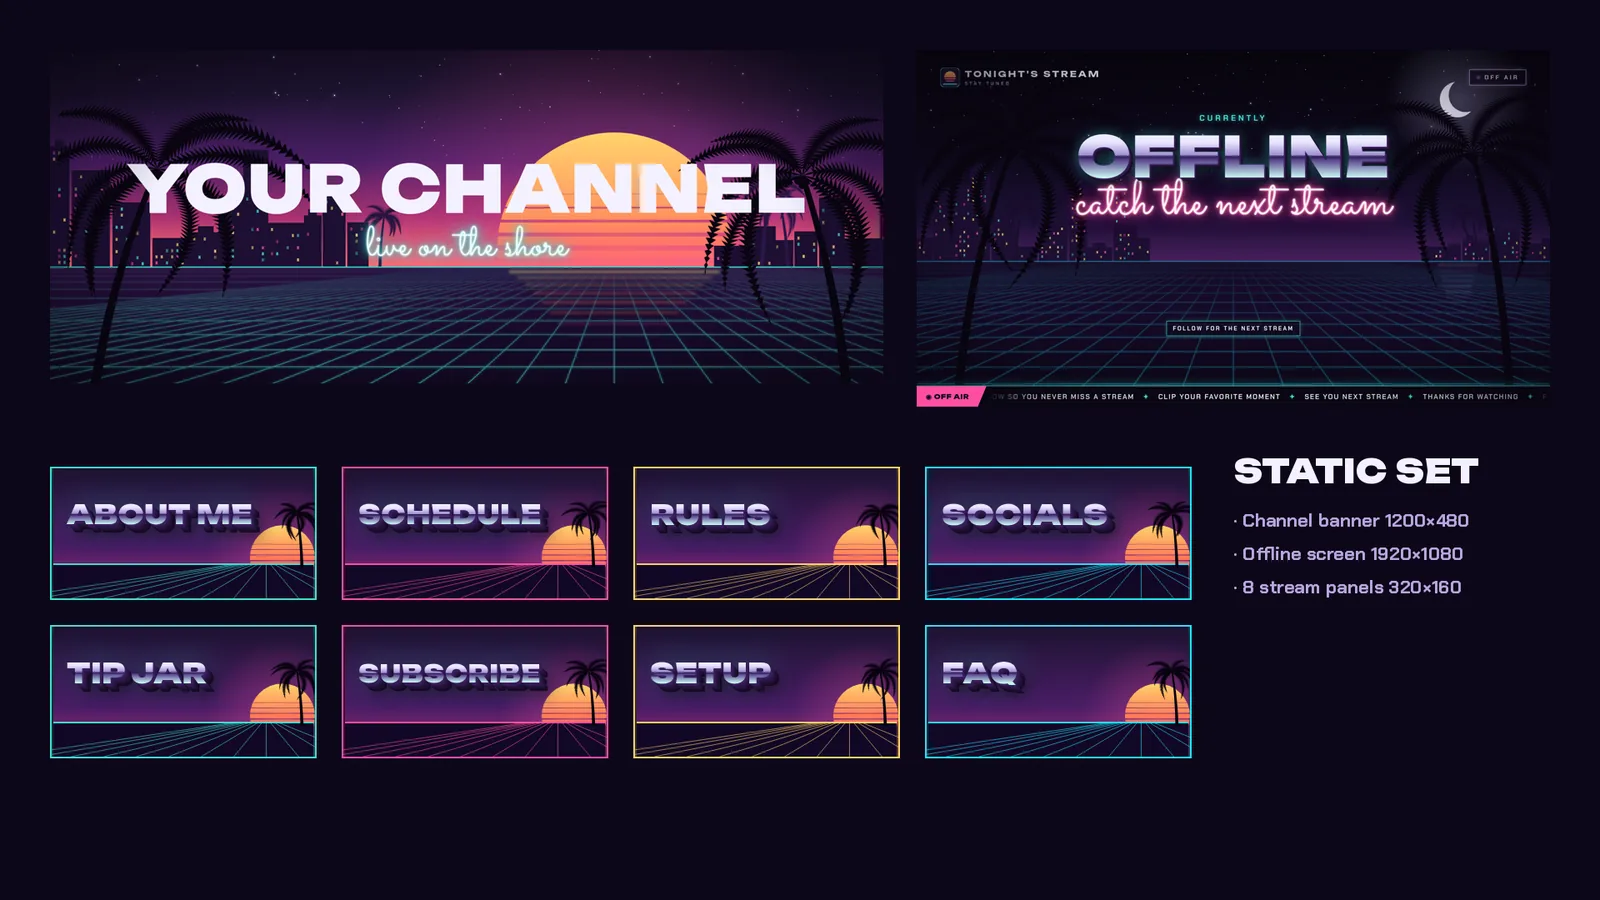 YOUR CHANNEL
live on the shore
TONIGHT'S STREAM
STAY TUNED
OFF AIR
CURRENTLY
OFFLINE
catch the next stream
FOLLOW FOR THE NEXT STREAM
OFF AIR
SO YOU NEVER MISS A STREAM ✦ CLIP YOUR FAVORITE MOMENT ✦ SEE YOU NEXT STREAM ✦ THANKS FOR WATCHING ✦
ABOUT ME
SCHEDULE
RULES
SOCIALS
TIP JAR
SUBSCRIBE
SETUP
FAQ
STATIC SET
· Channel banner 1200×480
· Offline screen 1920×1080
· 8 stream panels 320×160